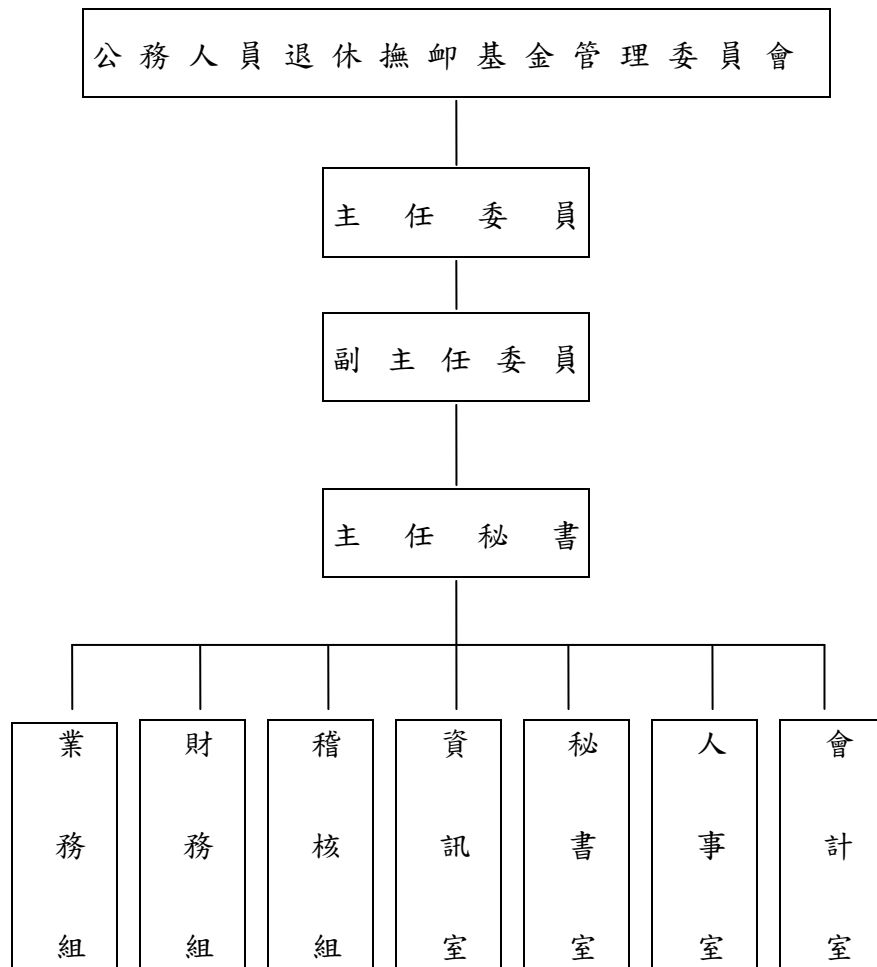 公務人員退休撫卹基金管理委員會
主任委員
副主任委員
主任秘書
業務組
財務組
稽核組
資訊室
秘書室
人事室
會計室